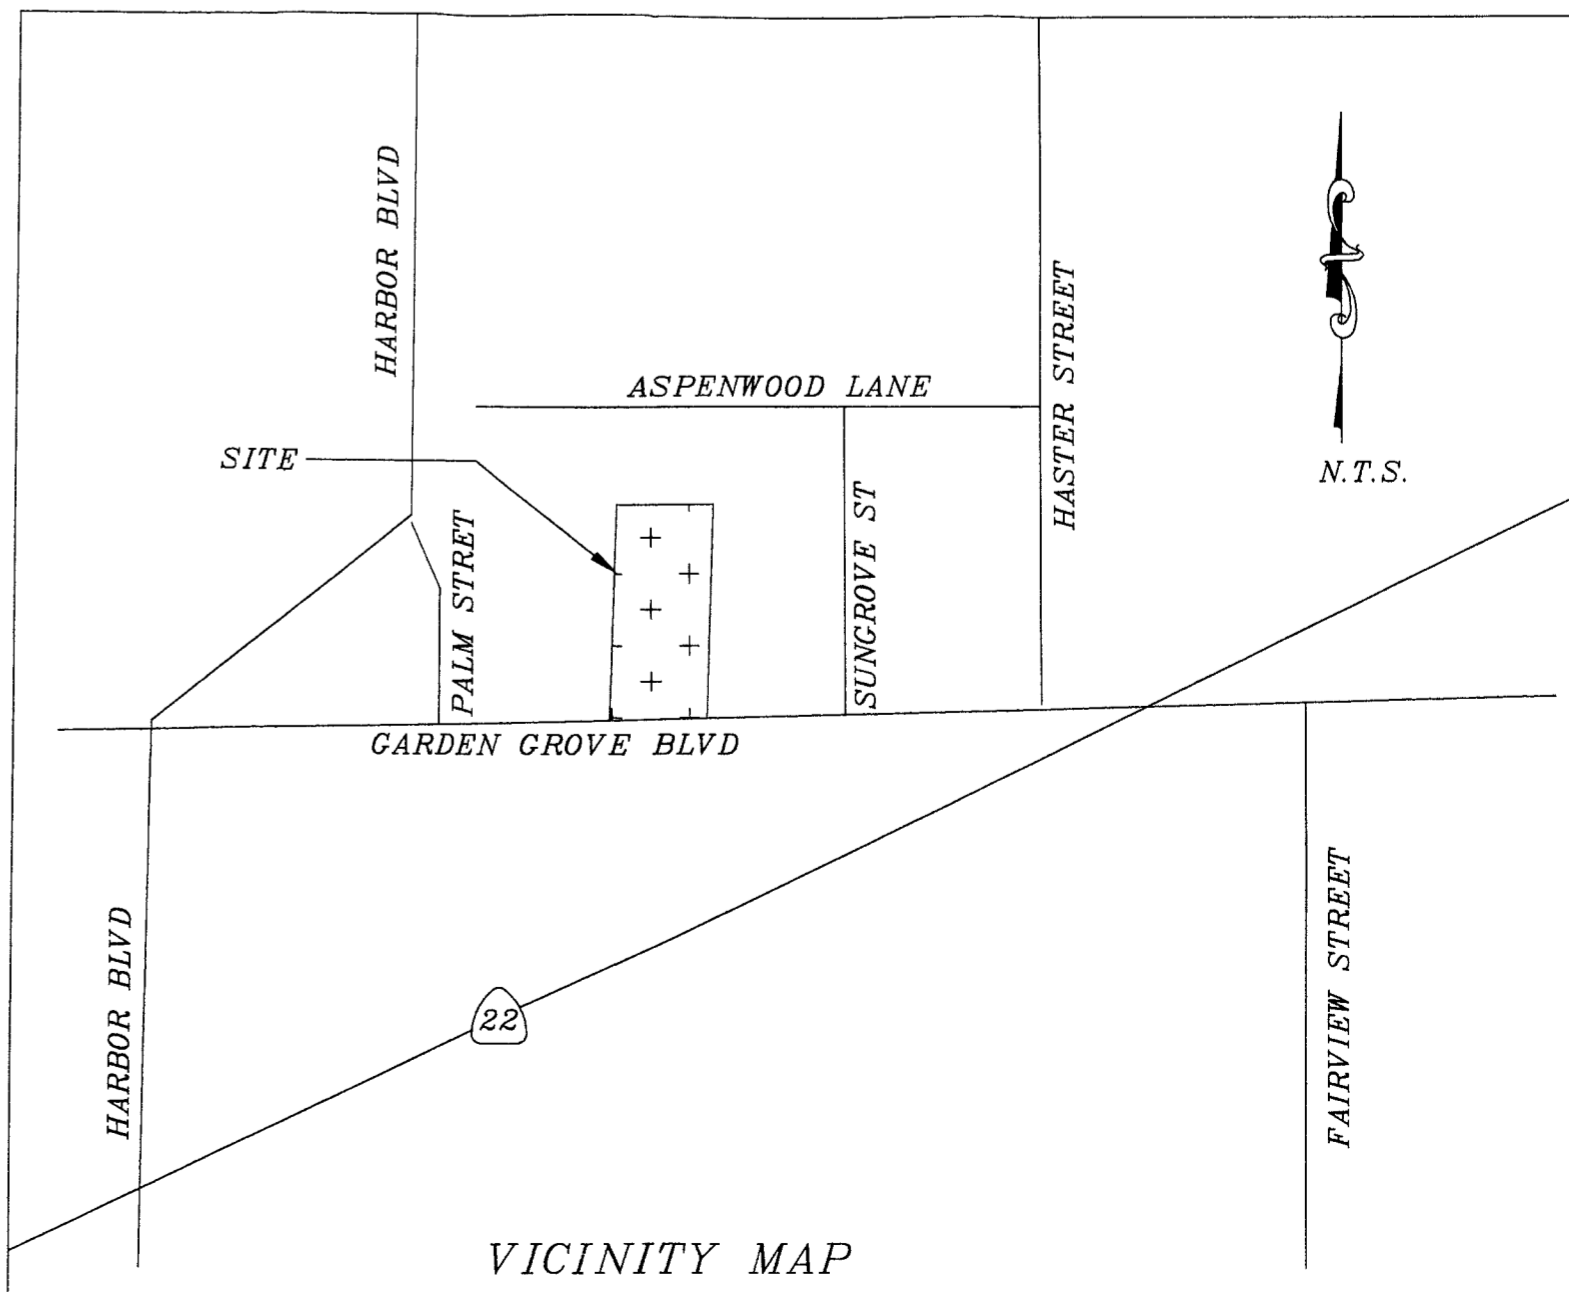 HARBOR BLVD
HASTER STREET
ASPENWOOD LANE
SITE
N.T.S.
PALM STRET
SUNGROVE ST
GARDEN GROVE BLVD
HARBOR BLVD
22
FAIRVIEW STREET
VICINITY MAP